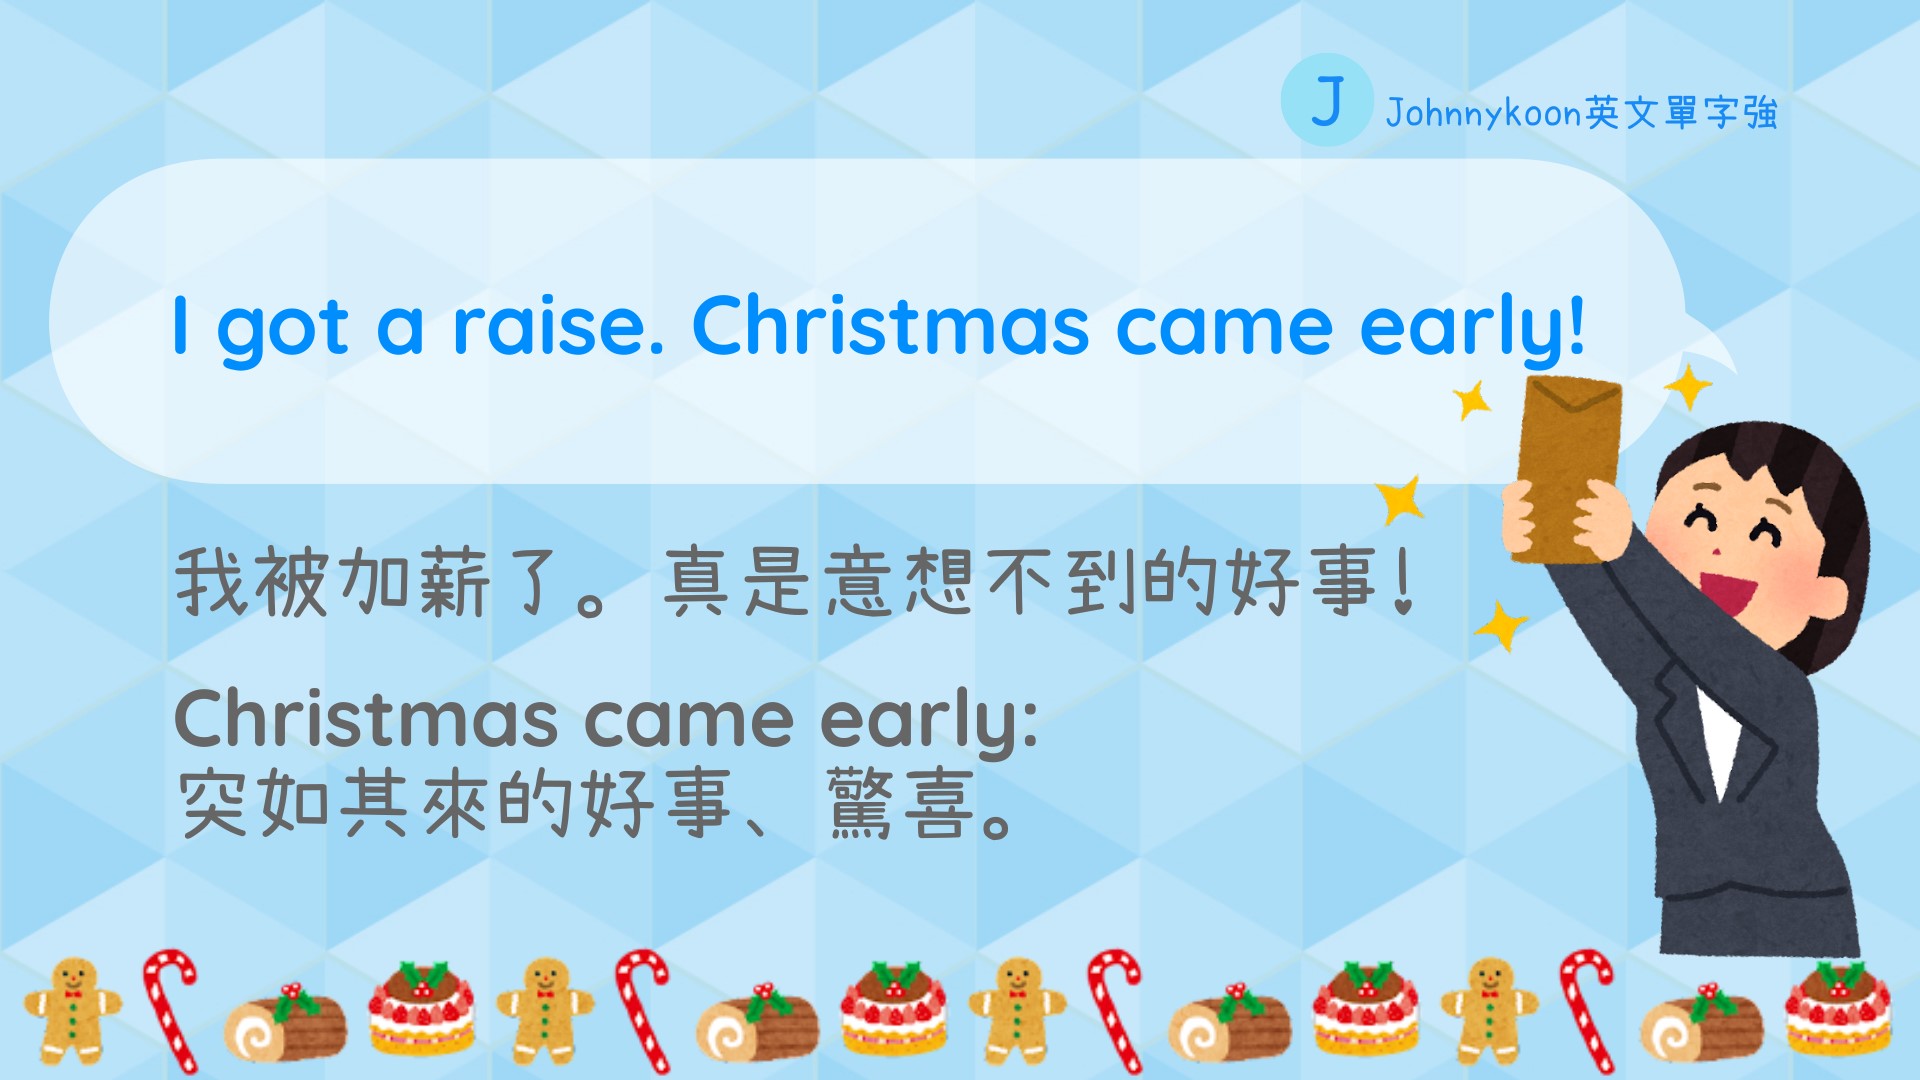 J Johnnykoon英文單字強
I got a raise. Christmas came early!
我被加薪了。真是意想不到的好事!
Christmas came early:
突如其來的好事、驚喜。